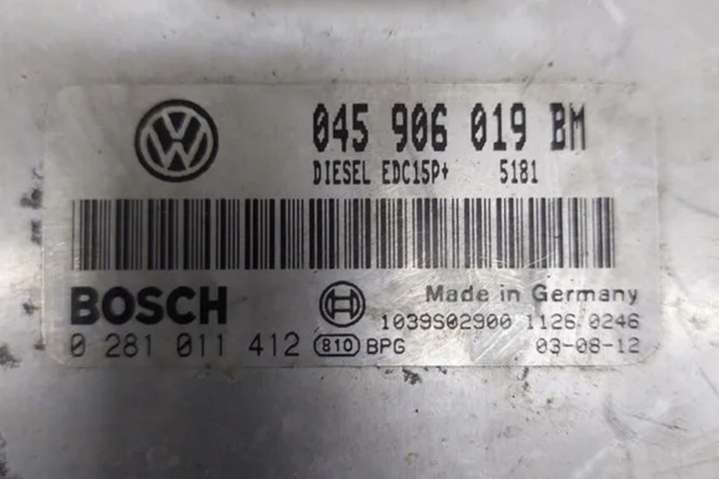 045 906 019 BM
DIESEL EDC15P+ 5181
BOSCH
Made in Germany
1039S02900 1126 0246
0 281 011 412 810 BPG 03-08-12